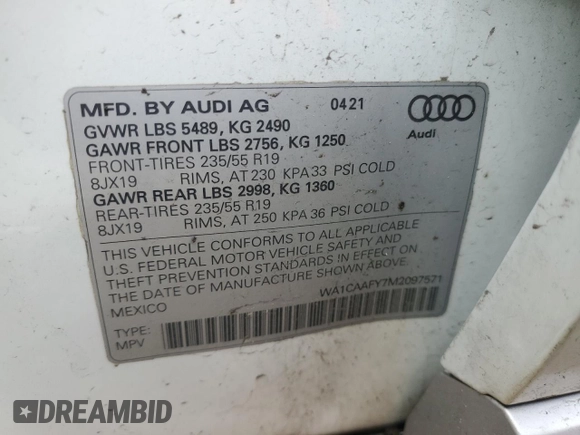 MFD. BY AUDI AG 04 21
GVWR LBS 5489, KG 2490
GAWR FRONT LBS 2756, KG 1250
FRONT-TIRES 235/55 R19
8JX19 RIMS, AT 230 KPA 33 PSI COLD
GAWR REAR LBS 2998, KG 1360
REAR-TIRES 235/55 R19
8JX19 RIMS, AT 250 KPA 36 PSI COLD
Audi
THIS VEHICLE CONFORMS TO ALL APPLICABLE
U.S. FEDERAL MOTOR VEHICLE SAFETY AND
THEFT PREVENTION STANDARDS IN EFFECT ON
THE DATE OF MANUFACTURE SHOWN ABOVE.
MEXICO
WA1CAAFY7M2097571
TYPE:
MPV
DREAMBID